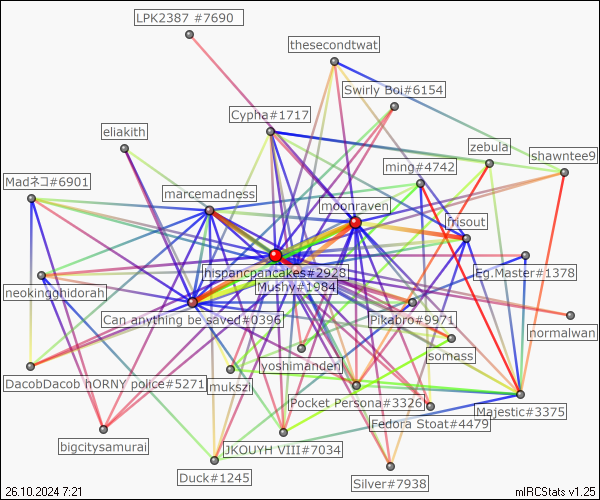 LPK2387 #7690
thesecondtwat
Swirly Boi#6154
Cypha#1717
eliakith
zebula
shawntee9
ming#4742
Madネコ#6901
marcemadness
moonraven
frisout
hispancpancakes#2928
Eg.Master#1378
Mushy#1984
neokingghidorah
Can anything be saved#0396
Pikabro#9971
normalwan
somass
yoshimanden
DacobDacob hORNY police#5271
mukszi
Pocket Persona#3326
Majestic#3375
Fedora Stoat#4479
bigcitysamurai
JKOUYH VIII#7034
Duck#1245
Silver#7938
26.10.2024 7:21
mIRCStats v1.25